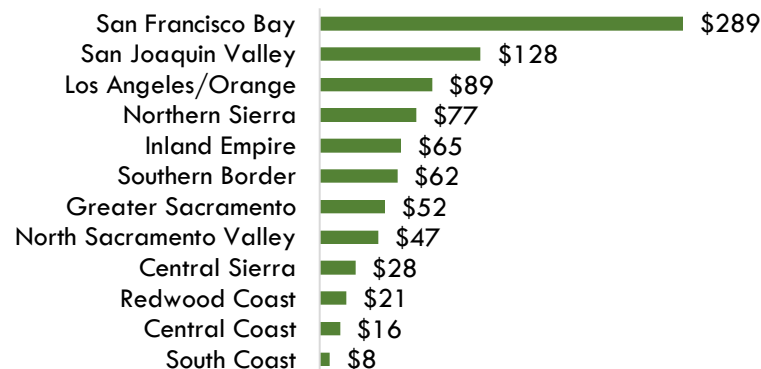 San Francisco Bay $289
San Joaquin Valley $128
Los Angeles/Orange $89
Northern Sierra $77
Inland Empire $65
Southern Border $62
Greater Sacramento $52
North Sacramento Valley $47
Central Sierra $28
Redwood Coast $21
Central Coast $16
South Coast $8